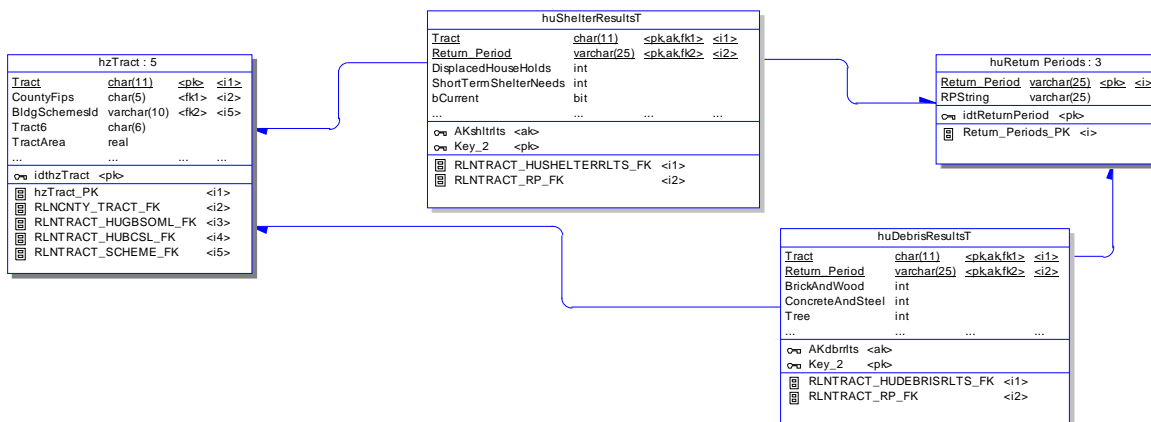 hzTract : 5
Tract char(11) <pk> <i1>
CountyFips char(5) <fk1> <i2>
BldgSchemesId varchar(10) <fk2> <i5>
Tract6 char(6)
TractArea real
... ... ... ...
idthzTract <pk>
hzTract_PK <i1>
RLNCNTY_TRACT_FK <i2>
RLNTRACT_HUGBSOML_FK <i3>
RLNTRACT_HUBCSL_FK <i4>
RLNTRACT_SCHEME_FK <i5>
huShelterResultsT
Tract char(11) <pk,ak,fk1> <i1>
Return_Period varchar(25) <pk,ak,fk2> <i2>
DisplacedHouseHolds int
ShortTermShelterNeeds int
bCurrent bit
... ... ... ...
AKshltrlts <ak>
Key_2 <pk>
RLNTRACT_HUSHELTERRLTS_FK <i1>
RLNTRACT_RP_FK <i2>
huReturn Periods : 3
Return_Period varchar(25) <pk> <i>
RPString varchar(25)
idtReturnPeriod <pk>
Return_Periods_PK <i>
huDebrisResultsT
Tract char(11) <pk,ak,fk1> <i1>
Return_Period varchar(25) <pk,ak,fk2> <i2>
BrickAndWood int
ConcreteAndSteel int
Tree int
... ... ... ...
AKdbrrlts <ak>
Key_2 <pk>
RLNTRACT_HUDEBRISRLTS_FK <i1>
RLNTRACT_RP_FK <i2>